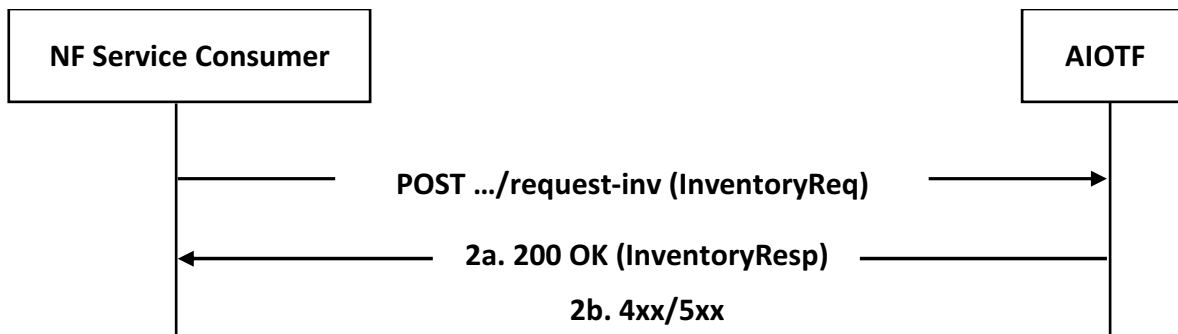 NF Service Consumer
AIOTF
POST …/request-inv (InventoryReq)
2a. 200 OK (InventoryResp)
2b. 4xx/5xx